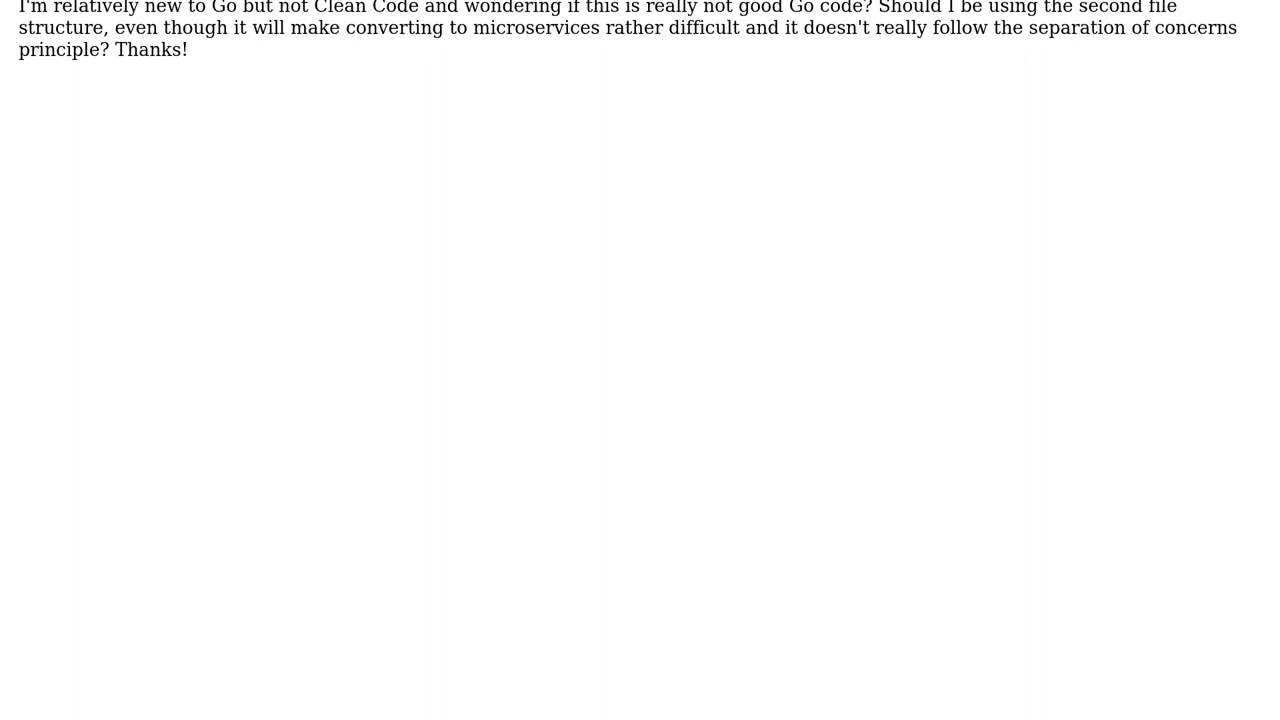 I'm relatively new to Go but not Clean Code and wondering if this is really not good Go code? Should I be using the second file
structure, even though it will make converting to microservices rather difficult and it doesn't really follow the separation of concerns
principle? Thanks!